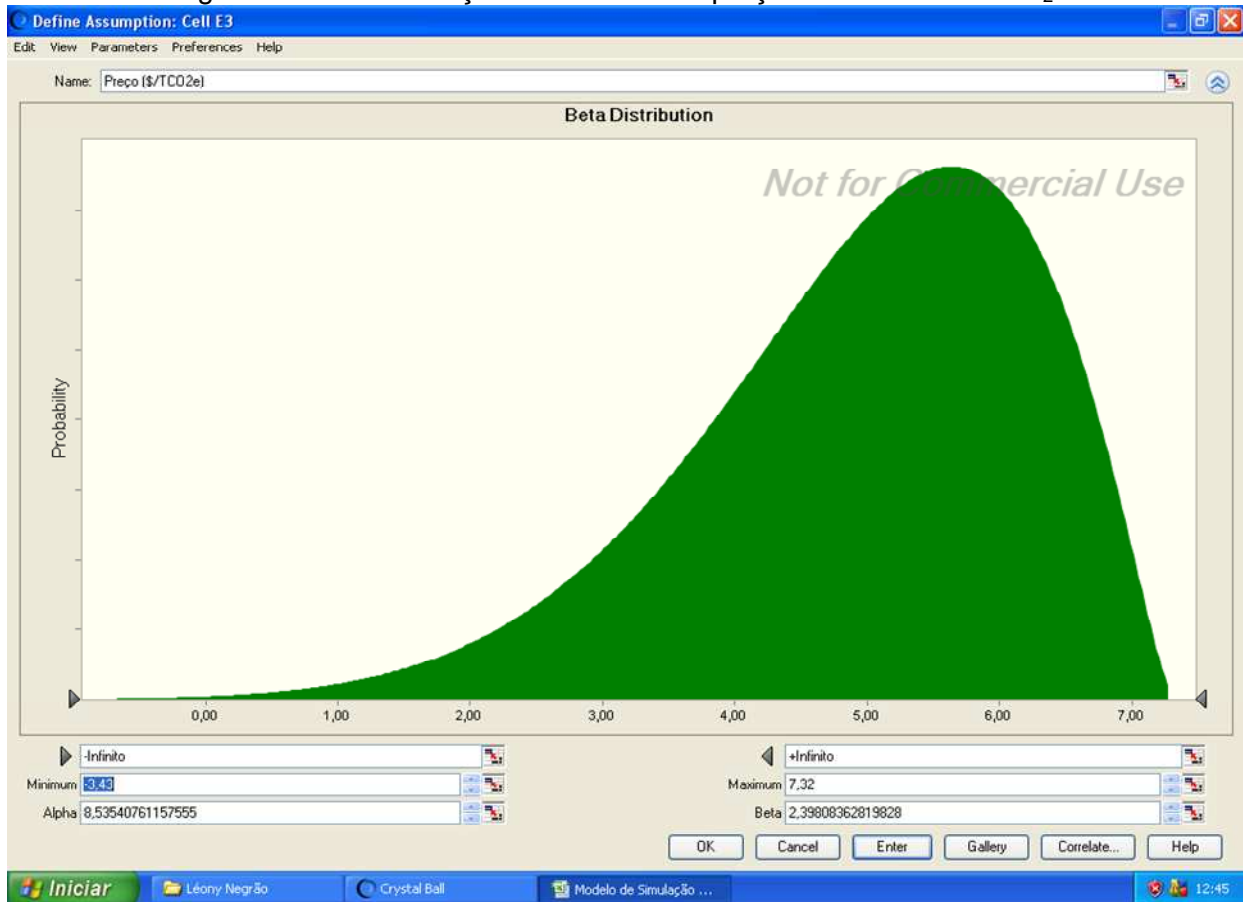 Define Assumption: Cell E3
Edit View Parameters Preferences Help
Name: Preço ($/TCO2e)
Beta Distribution
Not for Commercial Use
Probability
0,00 1,00 2,00 3,00 4,00 5,00 6,00 7,00
-Infinito +Infinito
Minimum -3,43 Maximum 7,32
Alpha 8,53540761157555 Beta 2,39808362819828
OK Cancel Enter Gallery Correlate... Help
Iniciar Léony Negrão Crystal Ball Modelo de Simulação ... 12:45